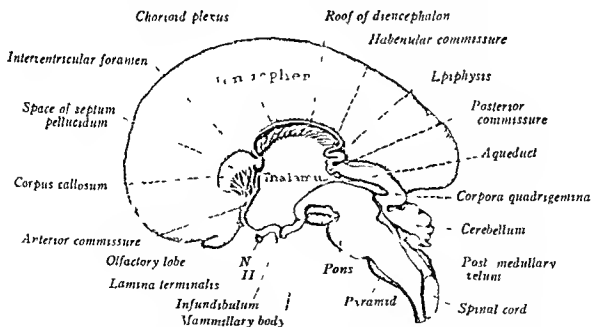 Chorioid plexus
Roof of diencephalon
Habenular commissure
Interventricular foramen
Epiphysis
Space of septum
pellucidum
Posterior
commissure
Thalamus
Aqueduct
Corpus callosum
Corpora quadrigemina
Anterior commissure
Cerebellum
Olfactory lobe
N
II
Pons
Post medullary
velum
Lamina terminalis
Infundibulum
Pyramid
Spinal cord
Mammillary body